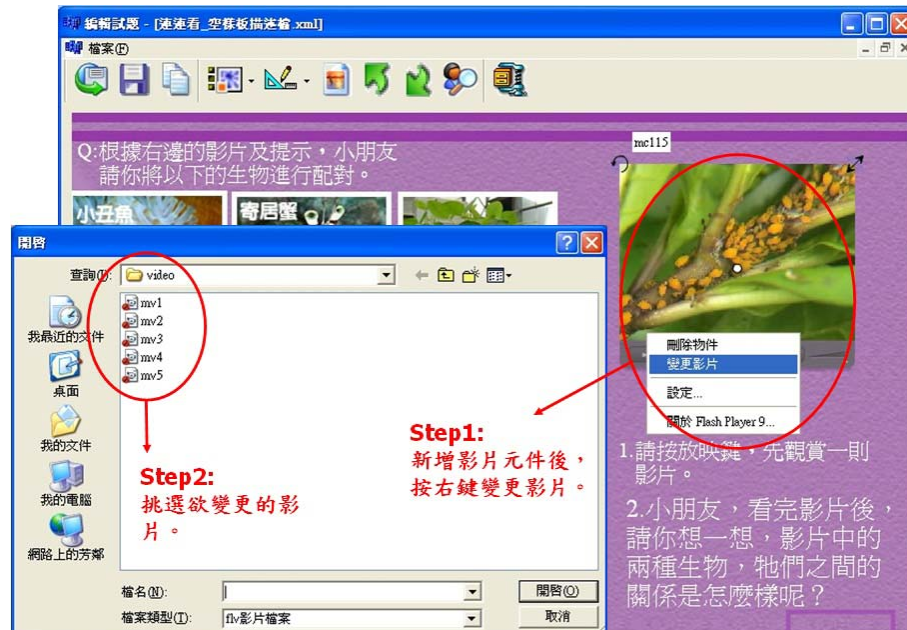 編輯試題 - [連連看_空樣板描述檔.xml]
檔案(F)
mc115
Q:根據右邊的影片及提示，小朋友
請你將以下的生物進行配對。
小丑魚
寄居蟹
開啓
查詢(I):
video
mv1
mv2
mv3
mv4
mv5
我最近的文件
桌面
我的文件
我的電腦
網路上的芳鄰
檔名(N):
開啓(O)
檔案類型(T):
flv影片檔案
取消
Step2:
挑選欲變更的影
片。
Step1:
新增影片元件後，
按右鍵變更影片。
刪除物件
變更影片
設定...
關於 Flash Player 9...
1.請按放映鍵，先觀賞一則
影片。
2.小朋友，看完影片後，
請你想一想，影片中的
兩種生物，牠們之間的
關係是怎麼樣呢？